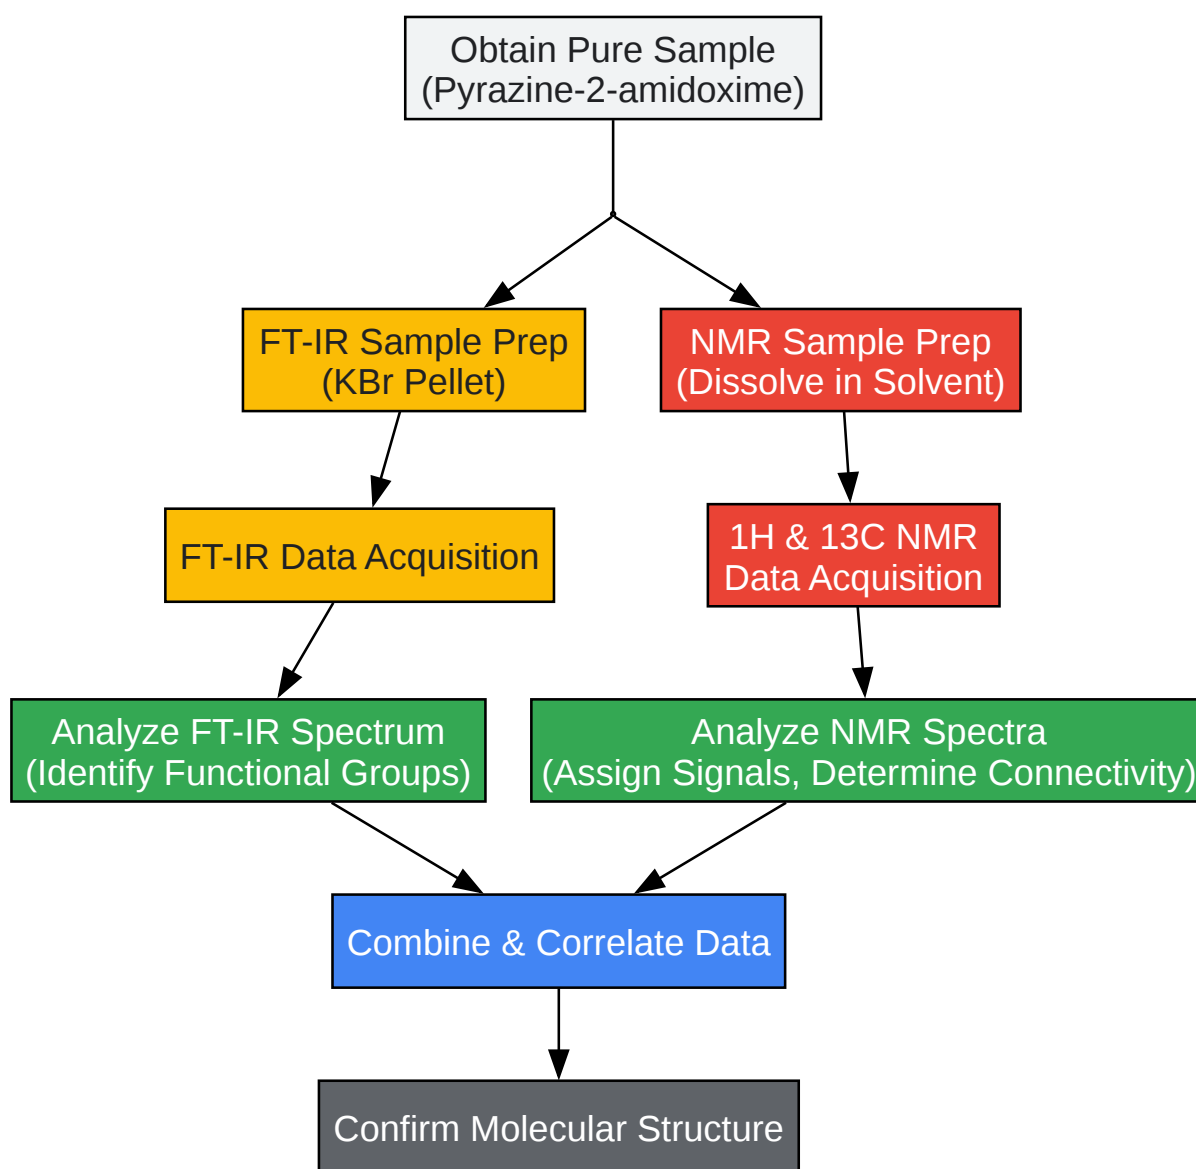 Obtain Pure Sample
(Pyrazine-2-amidoxime)
FT-IR Sample Prep
(KBr Pellet)
NMR Sample Prep
(Dissolve in Solvent)
FT-IR Data Acquisition
1H & 13C NMR
Data Acquisition
Analyze FT-IR Spectrum
(Identify Functional Groups)
Analyze NMR Spectra
(Assign Signals, Determine Connectivity)
Combine & Correlate Data
Confirm Molecular Structure